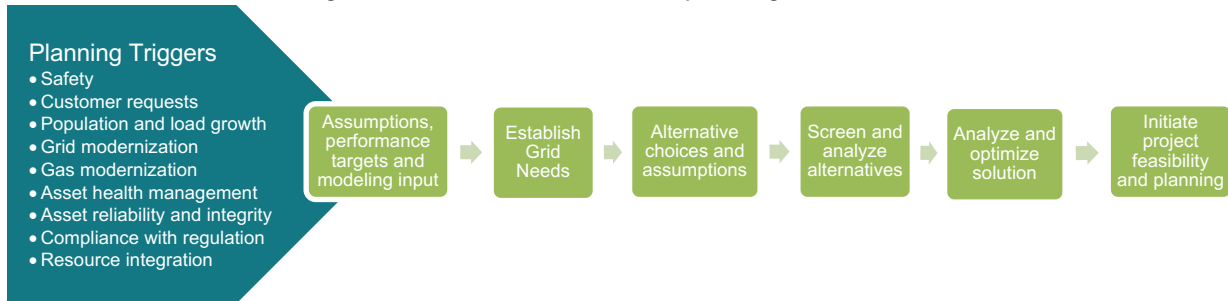 Planning Triggers
• Safety
• Customer requests
• Population and load growth
• Grid modernization
• Gas modernization
• Asset health management
• Asset reliability and integrity
• Compliance with regulation
• Resource integration
Assumptions,
performance
targets and
modeling input
Establish
Grid
Needs
Alternative
choices and
assumptions
Screen and
analyze
alternatives
Analyze and
optimize
solution
Initiate
project
feasibility
and planning